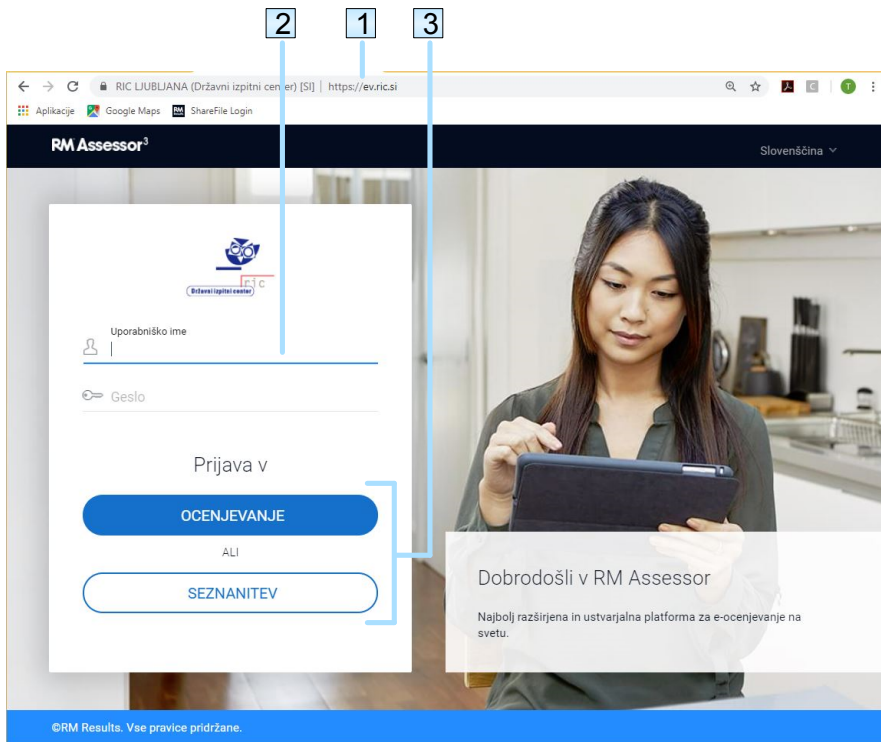 2 1 3
RIC LJUBLJANA (Državni izpitni center) [SI] | https://ev.ric.si
Aplikacije Google Maps RM ShareFile Login
RM Assessor3
Slovenščina
ric
Državni izpitni center
Uporabniško ime
Geslo
Prijava v
OCENJEVANJE
ALI
SEZNANITEV
Dobrodošli v RM Assessor
Najbolj razširjena in ustvarjalna platforma za e-ocenjevanje na
svetu.
©RM Results. Vse pravice pridržane.